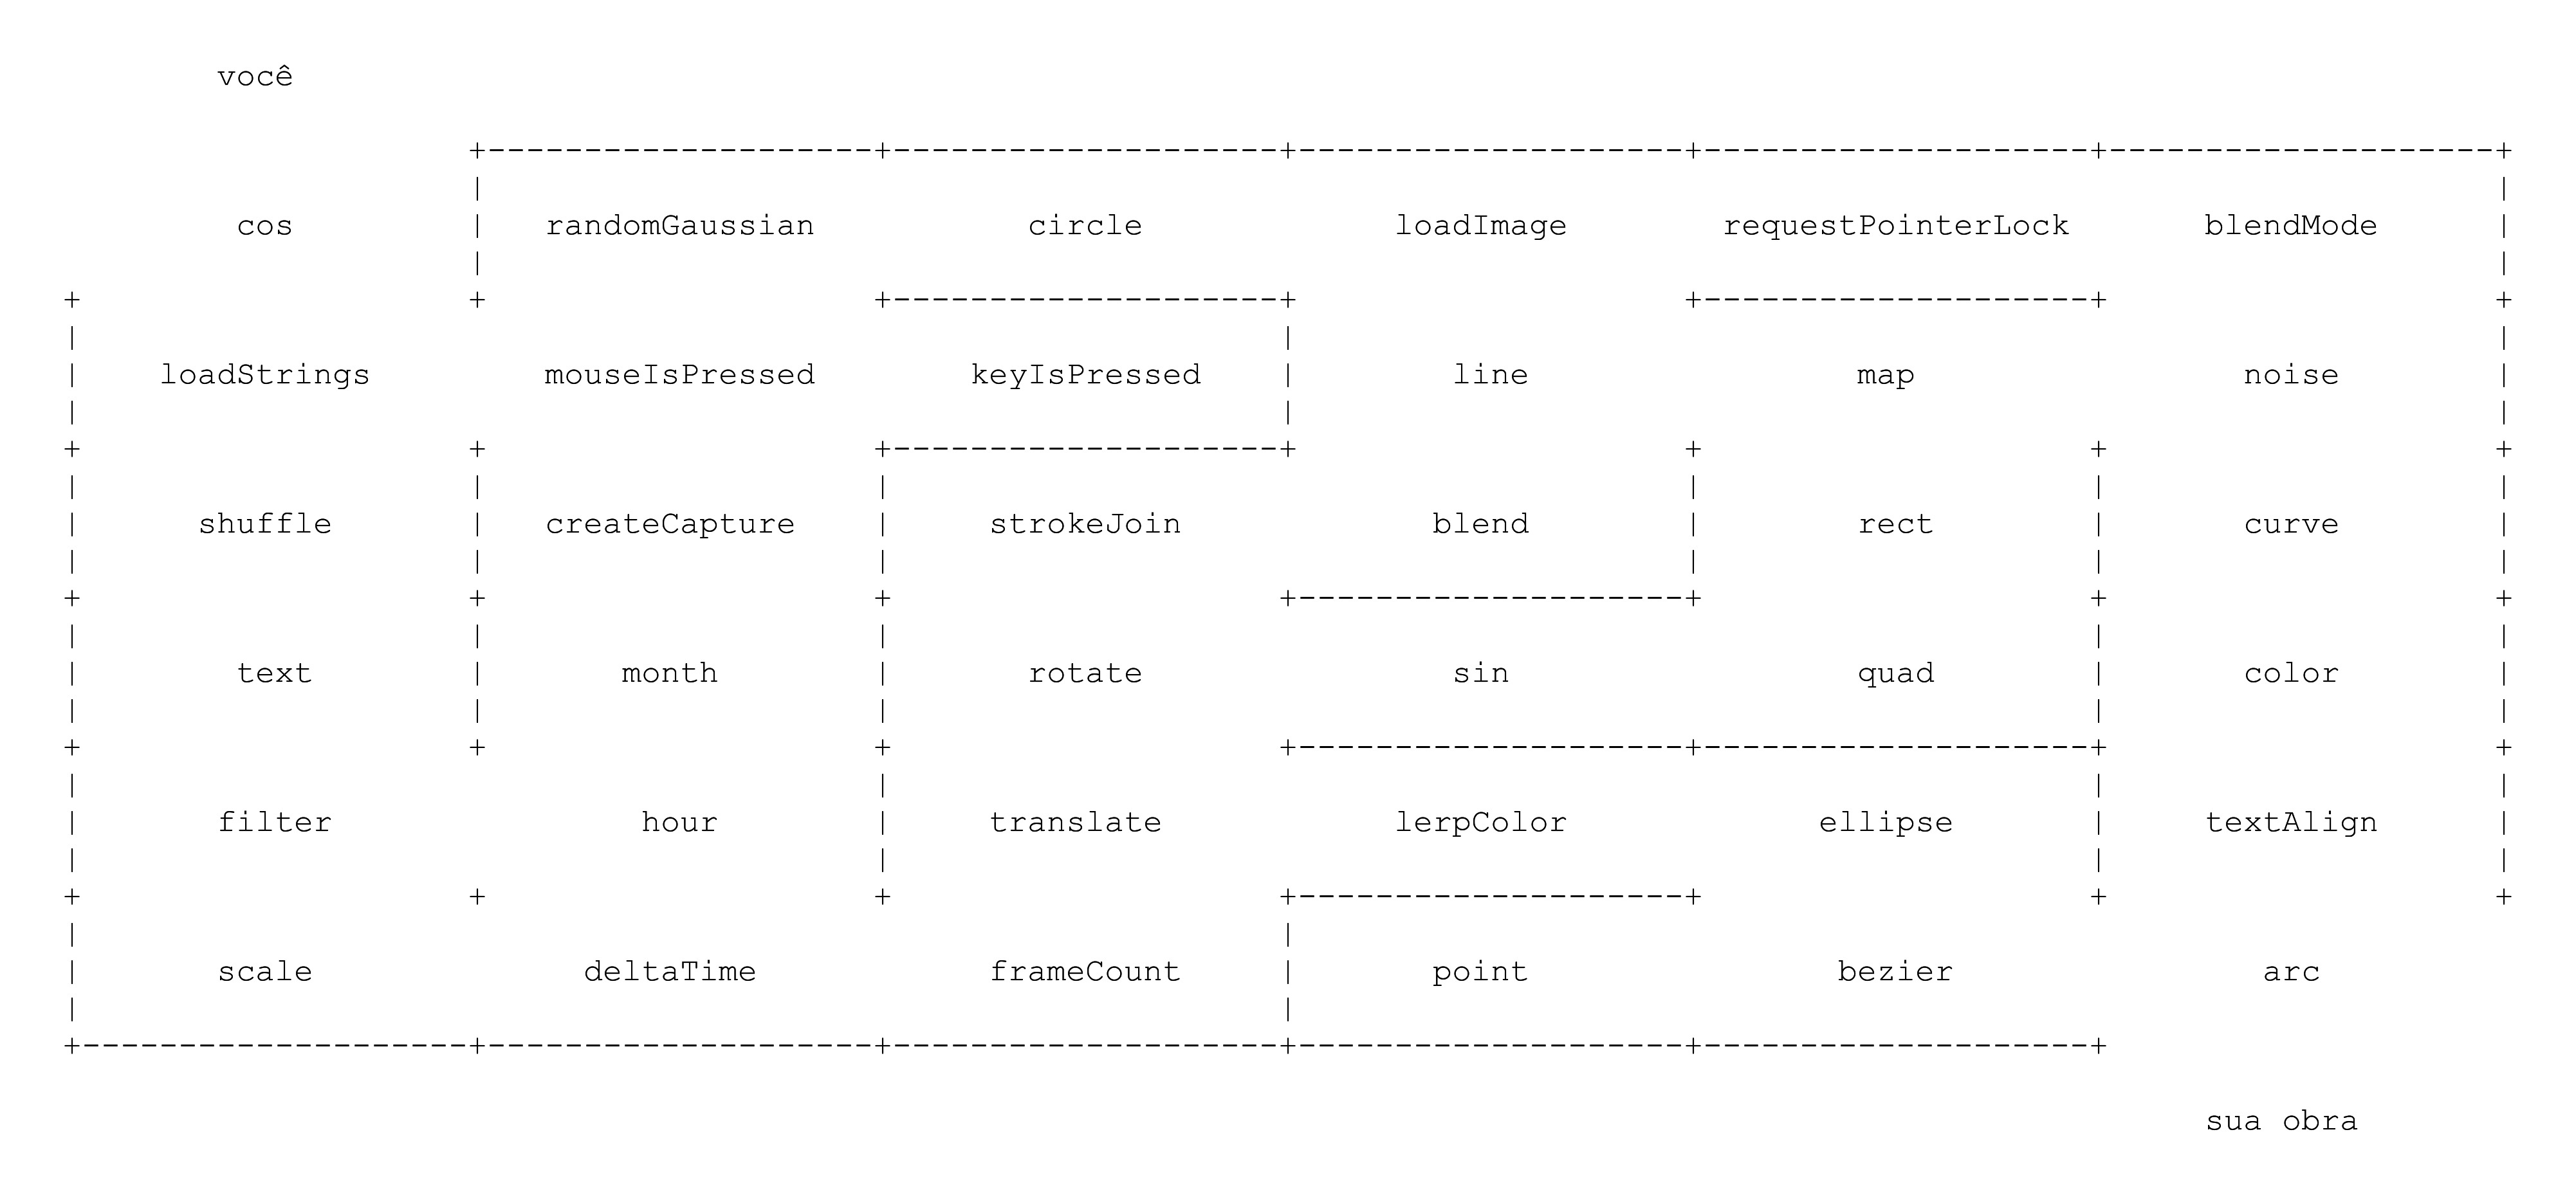 você
cos randomGaussian circle loadImage requestPointerLock blendMode
loadStrings mouseIsPressed keyIsPressed line map noise
shuffle createCapture strokeJoin blend rect curve
text month rotate sin quad color
filter hour translate lerpColor ellipse textAlign
scale deltaTime frameCount point bezier arc
sua obra